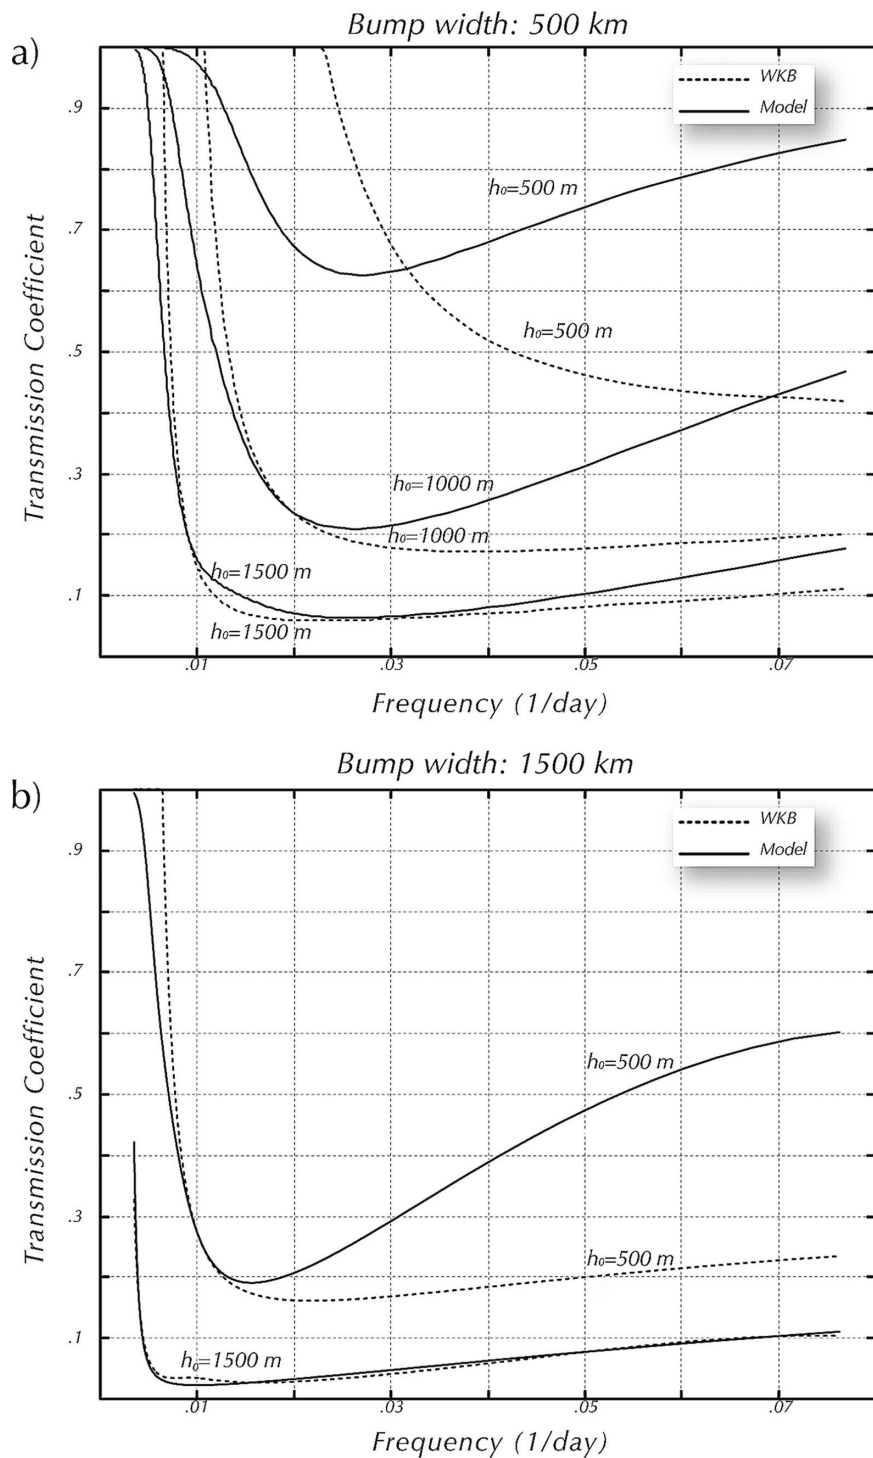 a)
Bump width: 500 km
WKB
Model
.9
.7
.5
.3
.1
Transmission Coefficient
h₀=500 m
h₀=500 m
h₀=1000 m
h₀=1000 m
h₀=1500 m
h₀=1500 m
.01
.03
.05
.07
Frequency (1/day)
b)
Bump width: 1500 km
WKB
Model
.9
.7
.5
.3
.1
Transmission Coefficient
h₀=500 m
h₀=500 m
h₀=1500 m
.01
.03
.05
.07
Frequency (1/day)